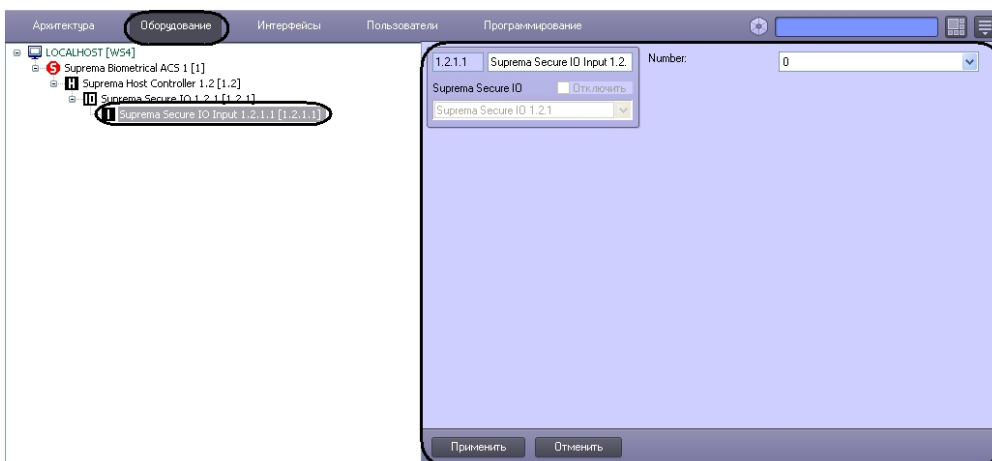 Архитектура Оборудование Интерфейсы Пользователи Программирование
LOCALHOST [WS4]
Suprema Biometrical ACS 1 [1]
Suprema Host Controller 1.2 [1.2]
Suprema Secure IO 1.2.1 [1.2.1]
Suprema Secure IO Input 1.2.1.1 [1.2.1.1]
1.2.1.1 Suprema Secure IO Input 1.2.
Number: 0
Suprema Secure IO Отключить
Suprema Secure IO 1.2.1
Применить Отменить